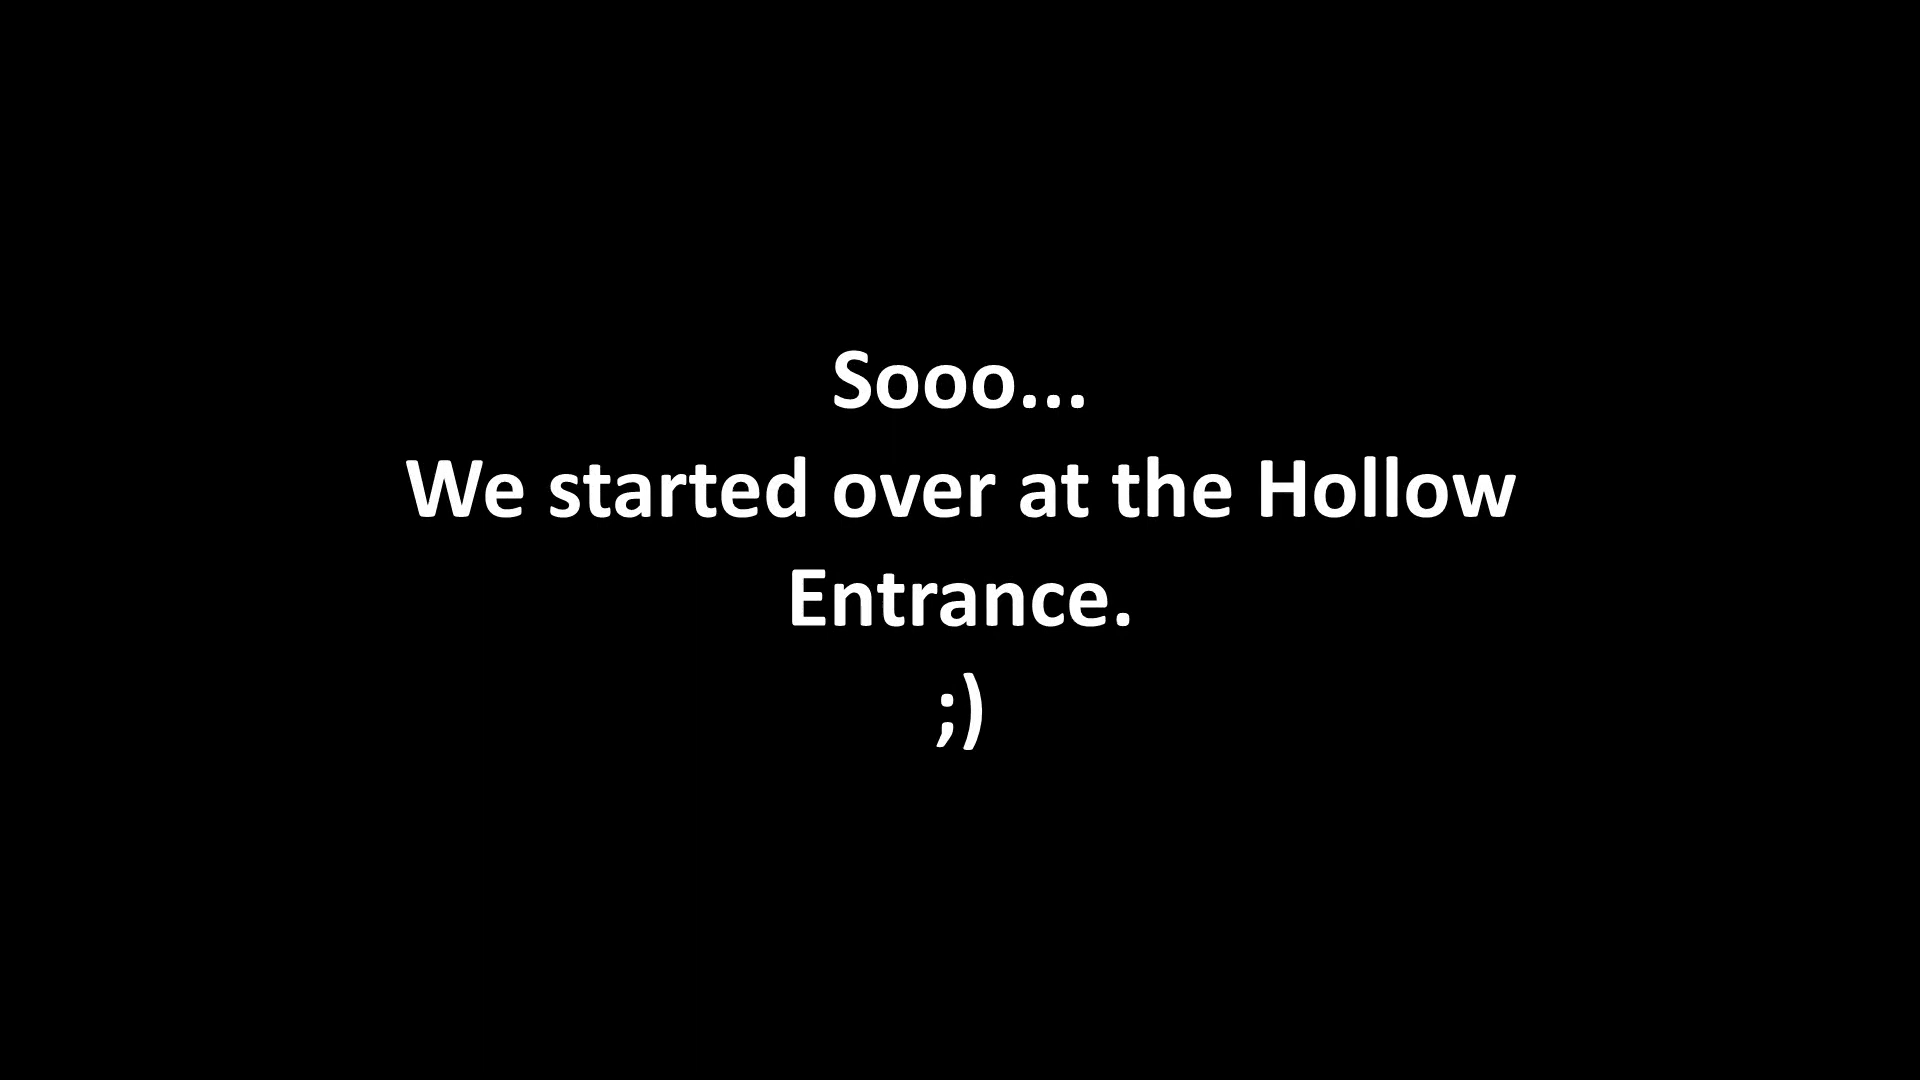 Sooo...
We started over at the Hollow
Entrance.
;)